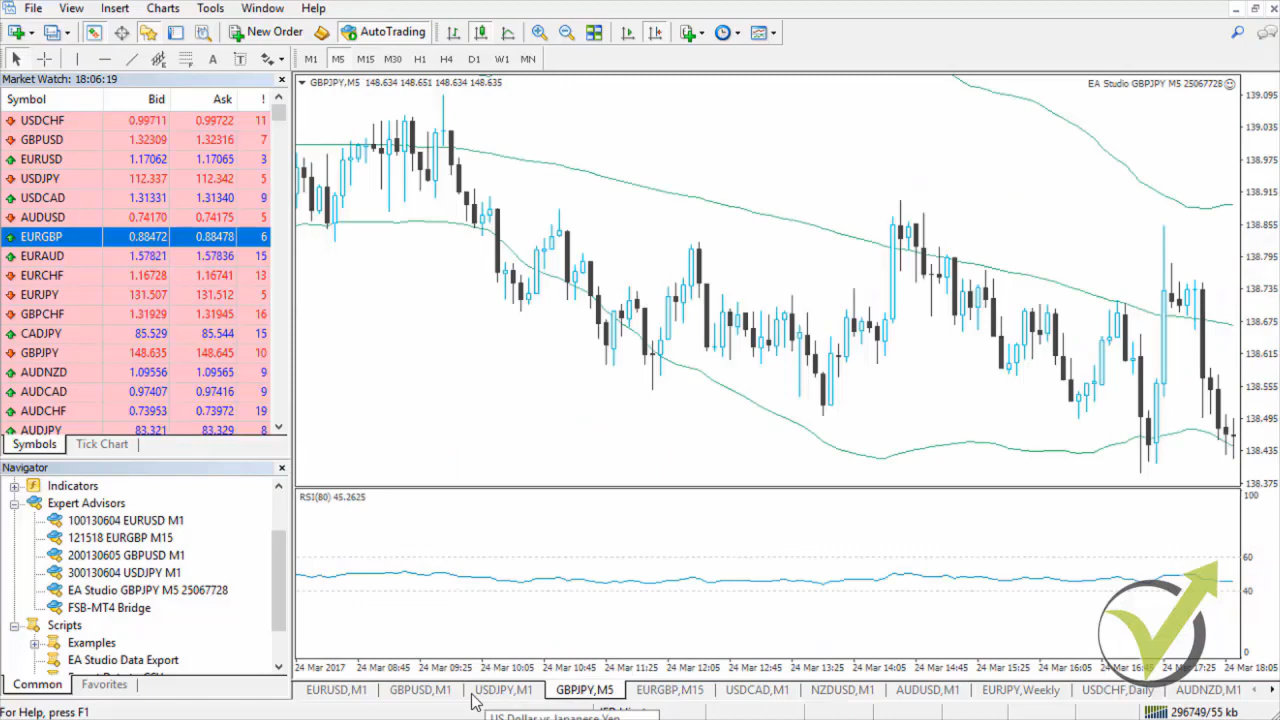 File View Insert Charts Tools Window Help
New Order AutoTrading
A T M1 M5 M15 M30 H1 H4 D1 W1 MN
Market Watch: 18:06:19
Symbol Bid Ask !
USDCHF 0.99711 0.99722 11
GBPUSD 1.32309 1.32316 7
EURUSD 1.17062 1.17065 3
USDJPY 112.337 112.342 5
USDCAD 1.31331 1.31340 9
AUDUSD 0.74170 0.74175 5
EURGBP 0.88472 0.88478 6
EURAUD 1.57821 1.57836 15
EURCHF 1.16728 1.16741 13
EURJPY 131.507 131.512 5
GBPCHF 1.31929 1.31945 16
CADJPY 85.529 85.544 15
GBPJPY 148.635 148.645 10
AUDNZD 1.09556 1.09565 9
AUDCAD 0.97407 0.97416 9
AUDCHF 0.73953 0.73972 19
AUDJPY 83.321 83.329 8
Symbols Tick Chart
Navigator
Indicators
Expert Advisors
100130604 EURUSD M1
121518 EURGBP M15
200130605 GBPUSD M1
300130604 USDJPY M1
EA Studio GBPJPY M5 25067728
FSB-MT4 Bridge
Scripts
Examples
EA Studio Data Export
Common Favorites
GBPJPY,M5 148.634 148.651 148.634 148.635
EA Studio GBPJPY M5 25067728
139.095
139.035
138.975
138.915
138.855
138.795
138.735
138.675
138.615
138.555
138.495
138.435
138.375
RSI(80) 45.2625
100
60
40
0
24 Mar 2017 24 Mar 08:45 24 Mar 09:25 24 Mar 10:05 24 Mar 10:45 24 Mar 11:25 24 Mar 12:05 24 Mar 12:45 24 Mar 13:25 24 Mar 14:05 24 Mar 14:45 24 Mar 15:25 24 Mar 16:05 24 Mar 16:45 24 Mar 17:25 24 Mar 18:05
EURUSD,M1 GBPUSD,M1 USDJPY,M1 GBPJPY,M5 EURGBP,M15 USDCAD,M1 NZDUSD,M1 AUDUSD,M1 EURJPY,Weekly USDCHF,Daily AUDNZD,M1
For Help, press F1
US Dollar vs Japanese Yen
296749/55 kb